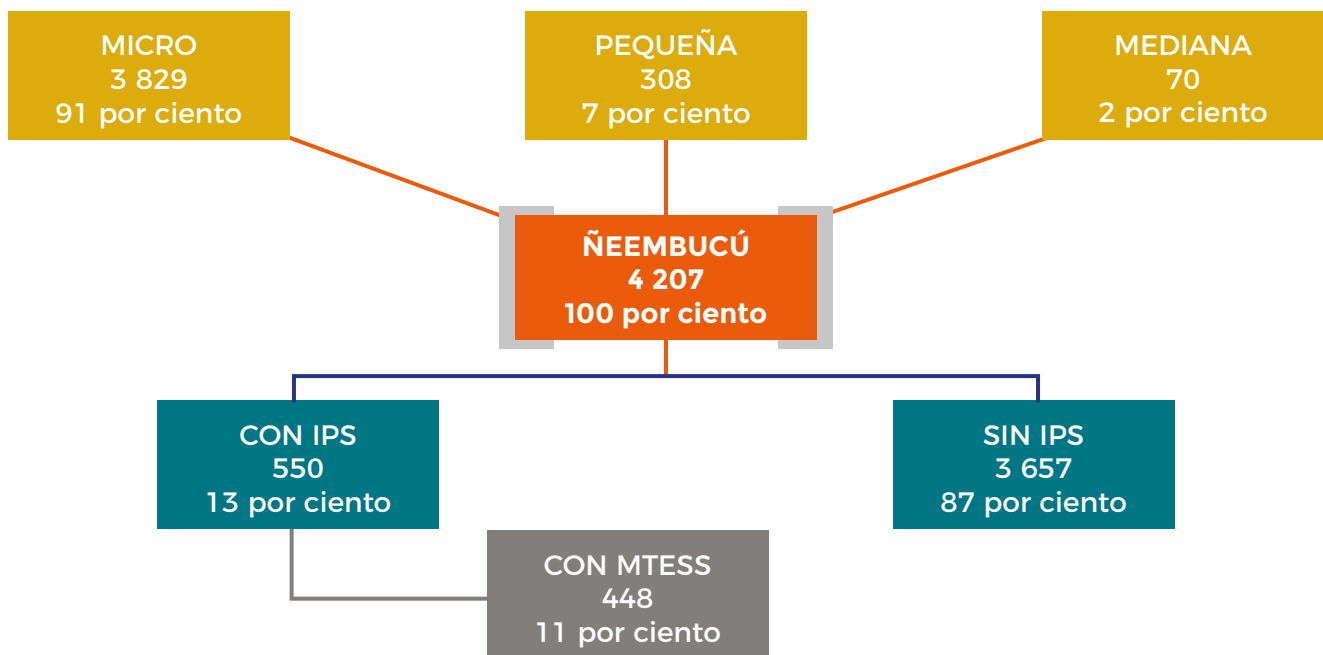 MICRO
3 829
91 por ciento
PEQUEÑA
308
7 por ciento
MEDIANA
70
2 por ciento
ÑEEMBUCÚ
4 207
100 por ciento
CON IPS
550
13 por ciento
SIN IPS
3 657
87 por ciento
CON MTESS
448
11 por ciento